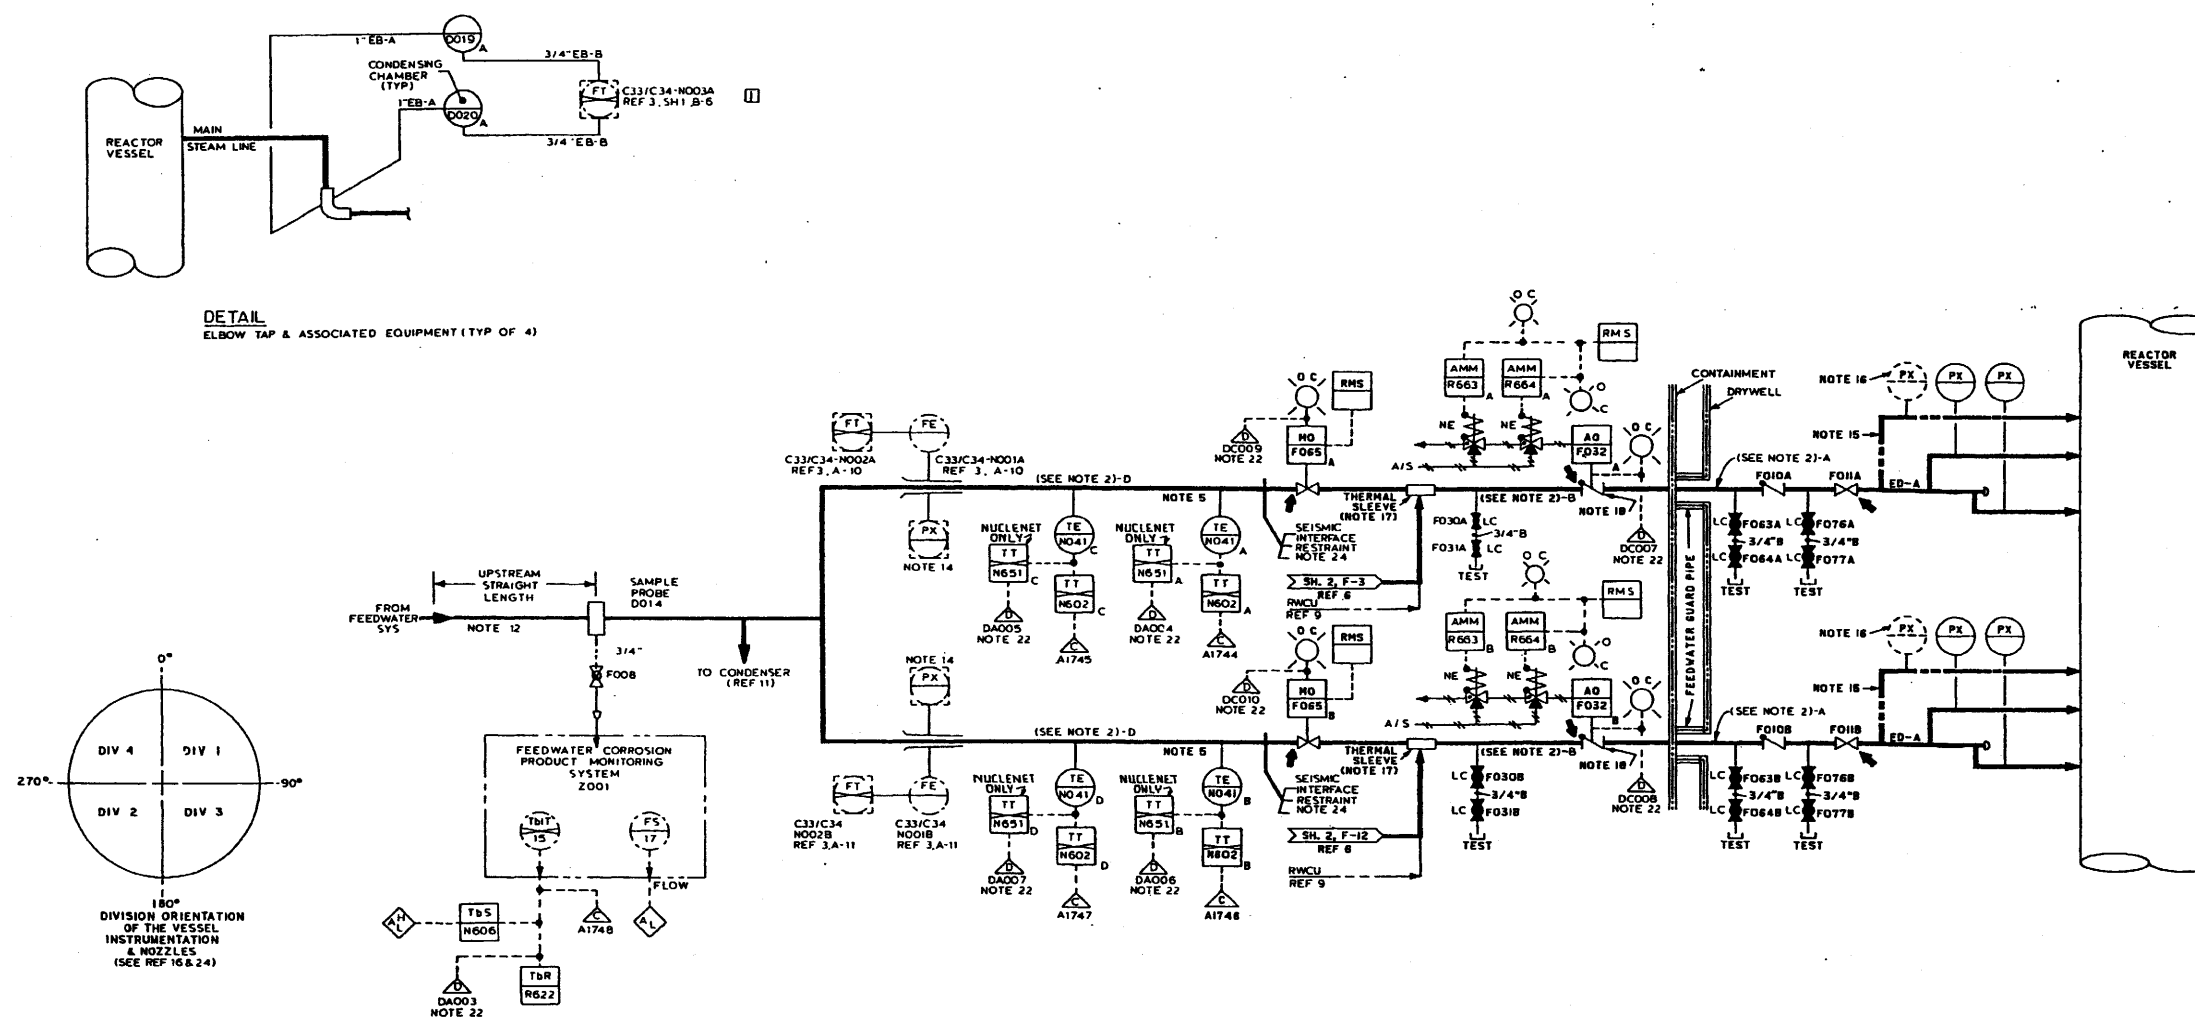 1"EB-A
D019
A
3/4"EB-B
CONDENSING
CHAMBER
(TYP)
1"EB-A
D020
A
3/4"EB-B
FT
C33/C34-N003A
REF 3, SH1, B-6
REACTOR
VESSEL
MAIN
STEAM LINE
DETAIL
ELBOW TAP & ASSOCIATED EQUIPMENT (TYP OF 4)
FROM
FEEDWATER
SYS
UPSTREAM
STRAIGHT
LENGTH
NOTE 12
SAMPLE
PROBE
D014
3/4"
F008
TO CONDENSER
(REF 11)
FEEDWATER CORROSION
PRODUCT MONITORING
SYSTEM
Z001
TbIT
15
FS
17
FLOW
A
H
L
TbS
N606
C
A1748
A
L
D
DA003
NOTE 22
TbR
R622
0°
DIV 4
DIV 1
270°
90°
DIV 2
DIV 3
180°
DIVISION ORIENTATION
OF THE VESSEL
INSTRUMENTATION
& NOZZLES
(SEE REF 16 & 24)
FT
FE
C33/C34-N002A
REF 3, A-10
C33/C34-N001A
REF 3, A-10
(SEE NOTE 2)-D
NOTE 5
PX
NOTE 14
NUCLENET
ONLY
TT
N651
C
TE
N041
C
TT
N602
C
D
DA005
NOTE 22
C
A1745
NUCLENET
ONLY
TT
N651
A
TE
N041
A
TT
N602
A
D
DA004
NOTE 22
C
A1744
O C
RMS
D
DC009
NOTE 22
MO
F065
A
SEISMIC
INTERFACE
RESTRAINT
NOTE 24
THERMAL
SLEEVE
(NOTE 17)
SH. 2, F-3
REF 6
RWCU
REF 9
O C
RMS
AMM
R663
A
AMM
R664
A
O
C
NE
NE
A/S
AO
F032
A
O C
(SEE NOTE 2)-B
NOTE 18
F030A
LC
3/4"B
F031A
LC
TEST
D
DC007
NOTE 22
CONTAINMENT
DRYWELL
FEEDWATER GUARD PIPE
(SEE NOTE 2)-A
F010A
F011A
LC
F063A
3/4"B
LC
F064A
TEST
LC
F076A
3/4"B
LC
F077A
TEST
NOTE 16
PX
PX
PX
NOTE 15
ED-A
REACTOR
VESSEL
NOTE 14
PX
(SEE NOTE 2)-D
NOTE 5
FT
FE
C33/C34
N002B
REF 3, A-11
C33/C34
N001B
REF 3, A-11
NUCLENET
ONLY
TT
N651
D
TE
N041
D
TT
N602
D
D
DA007
NOTE 22
C
A1747
NUCLENET
ONLY
TT
N651
B
TE
N041
B
TT
N602
B
D
DA006
NOTE 22
C
A1746
O C
RMS
D
DC010
NOTE 22
MO
F065
B
SEISMIC
INTERFACE
RESTRAINT
NOTE 24
THERMAL
SLEEVE
(NOTE 17)
SH. 2, F-12
REF 6
RWCU
REF 9
O C
RMS
AMM
R663
B
AMM
R664
B
O
C
NE
NE
A/S
AO
F032
B
O C
(SEE NOTE 2)-B
NOTE 18
LC
F030B
3/4"B
LC
F031B
TEST
D
DC008
NOTE 22
(SEE NOTE 2)-A
F010B
F011B
LC
F063B
3/4"B
LC
F064B
TEST
LC
F076B
3/4"B
LC
F077B
TEST
NOTE 16
PX
PX
PX
NOTE 15
ED-A